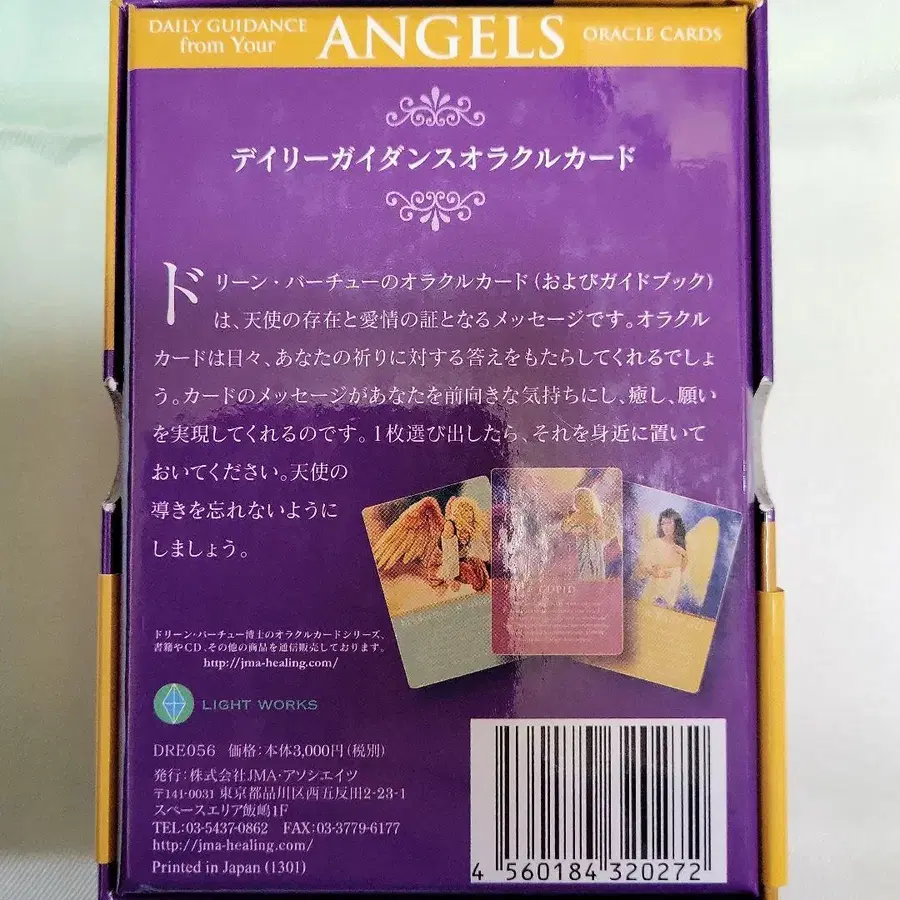 DAILY GUIDANCE
from Your
ANGELS
ORACLE CARDS
デイリーガイダンスオラクルカード
ドリーン・バーチューのオラクルカード(およびガイドブック)
は、天使の存在と愛情の証となるメッセージです。オラクル
カードは日々、あなたの祈りに対する答えをもたらしてくれるでしょ
う。カードのメッセージがあなたを前向きな気持ちにし、癒し、願い
を実現してくれるのです。1枚選び出したら、それを身近に置いて
おいてください。天使の
導きを忘れないように
しましょう。
CUPID
ドリーン・バーチュー博士のオラクルカードシリーズ、
書籍やCD、その他の商品を通信販売しております。
http://jma-healing.com/
LIGHT WORKS
DRE056 価格:本体3,000円(税別)
発行:株式会社JMA・アソシエイツ
〒141-0031 東京都品川区西五反田2-23-1
スペースエリア飯嶋1F
TEL:03-5437-0862 FAX:03-3779-6177
http://jma-healing.com/
Printed in Japan (1301)
4 560184 320272